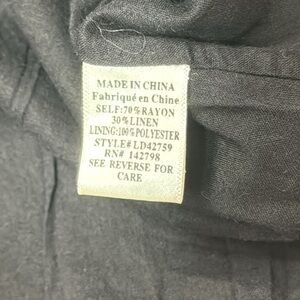 MADE IN CHINA
Fabriqué en Chine
SELF:70%RAYON
30%LINEN
LINING:100%POLYESTER
STYLE# LD42759
RN# 142798
SEE REVERSE FOR
CARE